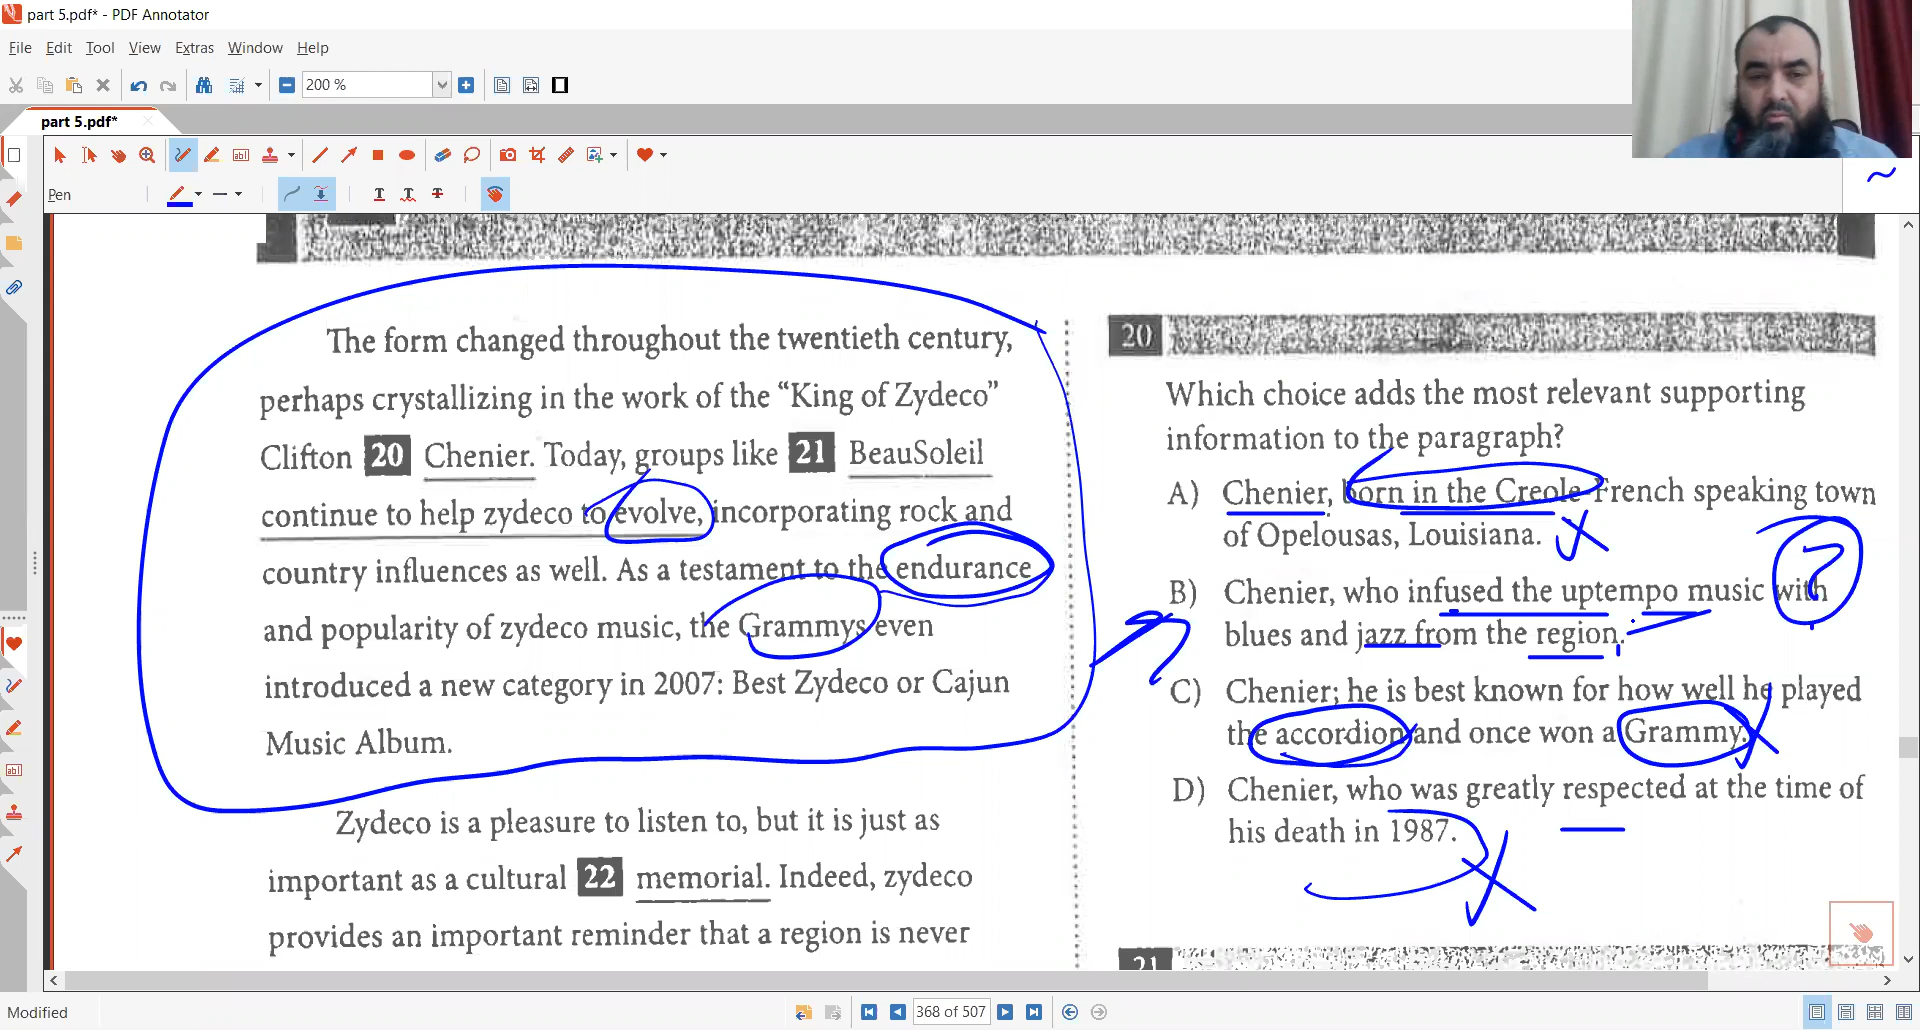 part 5.pdf* - PDF Annotator
File Edit Tool View Extras Window Help
200 %
part 5.pdf*
Pen
The form changed throughout the twentieth century,
perhaps crystallizing in the work of the “King of Zydeco”
Clifton 20 Chenier. Today, groups like 21 BeauSoleil
continue to help zydeco to evolve, incorporating rock and
country influences as well. As a testament to the endurance
and popularity of zydeco music, the Grammys even
introduced a new category in 2007: Best Zydeco or Cajun
Music Album.
Zydeco is a pleasure to listen to, but it is just as
important as a cultural 22 memorial. Indeed, zydeco
provides an important reminder that a region is never
20
Which choice adds the most relevant supporting
information to the paragraph?
A) Chenier, born in the Creole-French speaking town
of Opelousas, Louisiana.
B) Chenier, who infused the uptempo music with
blues and jazz from the region.
?
C) Chenier; he is best known for how well he played
the accordion and once won a Grammy.
D) Chenier, who was greatly respected at the time of
his death in 1987.
21
Modified
368 of 507